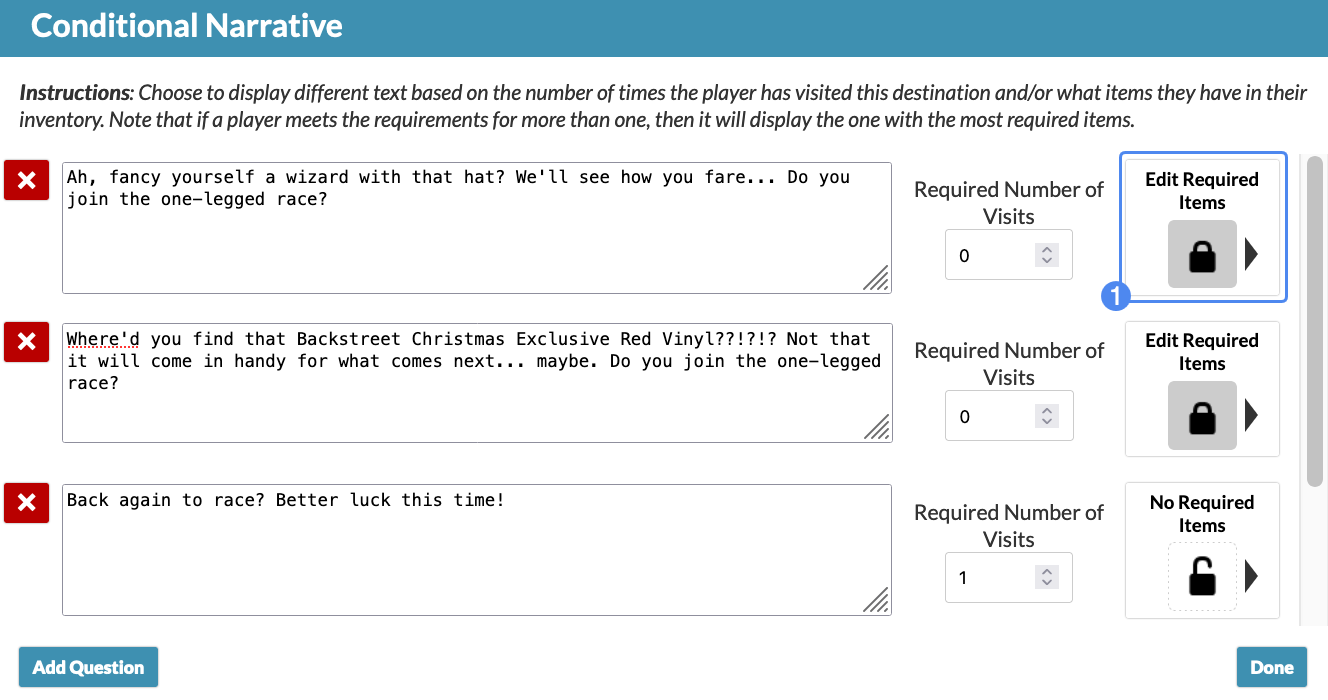 Conditional Narrative
Instructions: Choose to display different text based on the number of times the player has visited this destination and/or what items they have in their
inventory. Note that if a player meets the requirements for more than one, then it will display the one with the most required items.
Ah, fancy yourself a wizard with that hat? We'll see how you fare... Do you
join the one-legged race?
Required Number of
Visits
0
Edit Required
Items
1
Where'd you find that Backstreet Christmas Exclusive Red Vinyl??!?!? Not that
it will come in handy for what comes next... maybe. Do you join the one-legged
race?
Required Number of
Visits
0
Edit Required
Items
Back again to race? Better luck this time!
Required Number of
Visits
1
No Required
Items
Add Question
Done